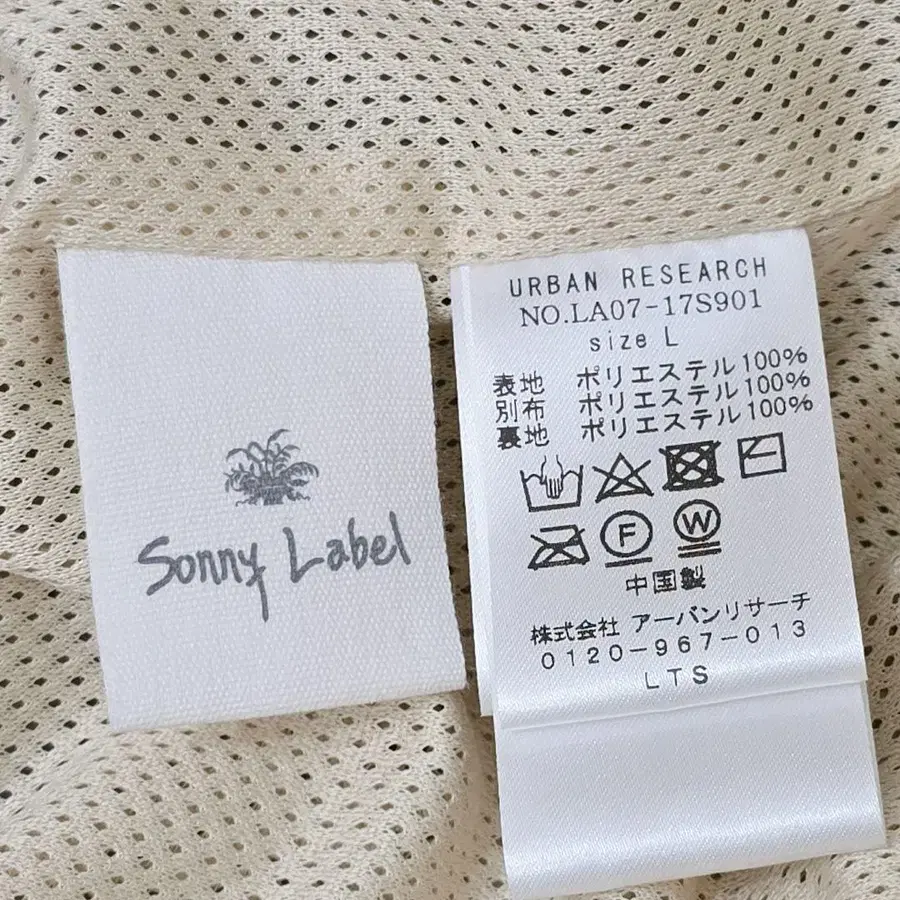 Sonny Label
URBAN RESEARCH
NO.LA07-17S901
size L
表地 ポリエステル100%
別布 ポリエステル100%
裏地 ポリエステル100%
F W
中国製
株式会社 アーバンリサーチ
0120-967-013
LTS